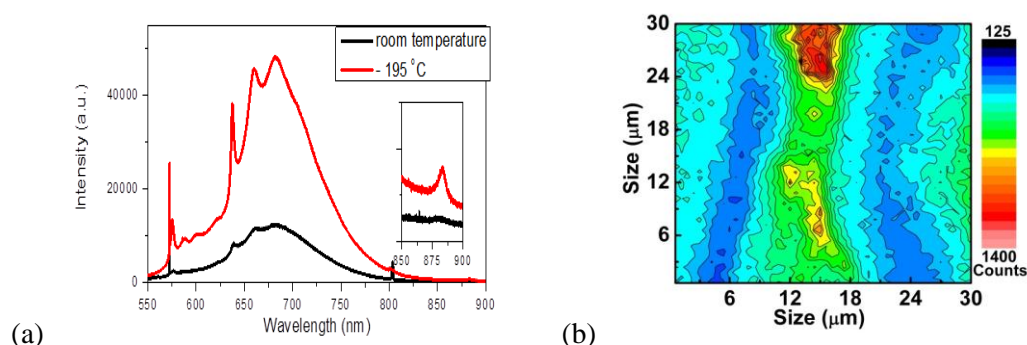 room temperature
- 195 °C
Intensity (a.u.)
40000
20000
0
550 600 650 700 750 800 850 900
Wavelength (nm)
850 875 900
(a)
Size (μm)
30
24
18
12
6
6 12 18 24 30
Size (μm)
125
1400
Counts
(b)